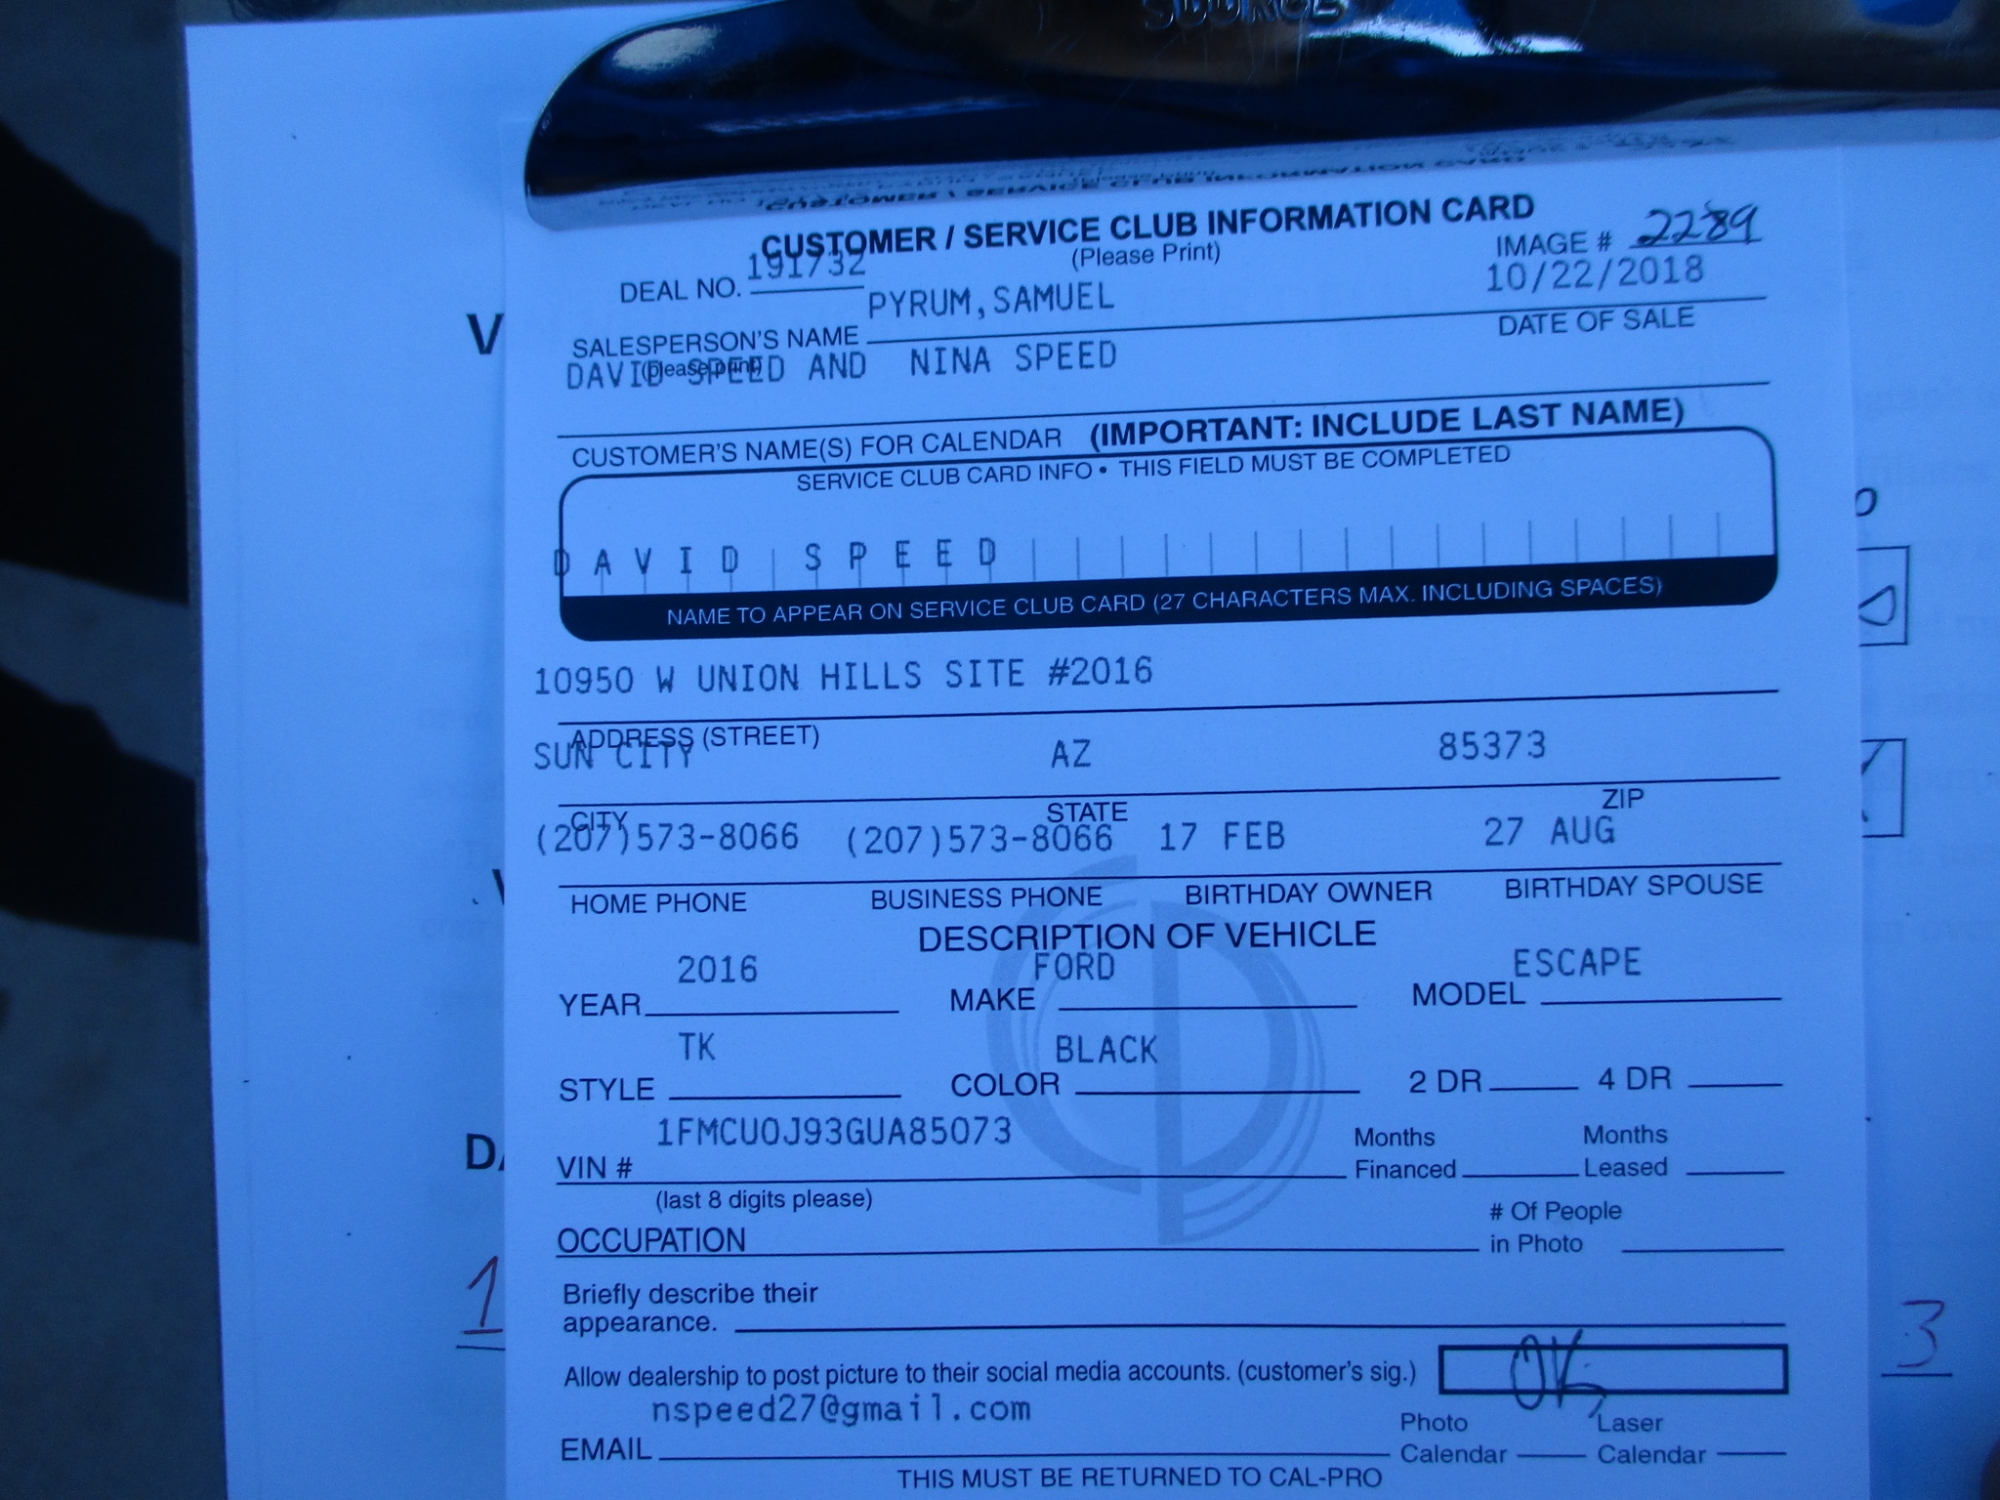 SOURCE
CUSTOMER / SERVICE CLUB INFORMATION CARD
(Please Print)
IMAGE # 2289
DEAL NO. 191732
10/22/2018
PYRUM, SAMUEL
SALESPERSON'S NAME
DATE OF SALE
(please print)
DAVID SPEED AND NINA SPEED
CUSTOMER'S NAME(S) FOR CALENDAR (IMPORTANT: INCLUDE LAST NAME)
SERVICE CLUB CARD INFO • THIS FIELD MUST BE COMPLETED
DAVID SPEED
NAME TO APPEAR ON SERVICE CLUB CARD (27 CHARACTERS MAX. INCLUDING SPACES)
10950 W UNION HILLS SITE #2016
ADDRESS (STREET)
SUN CITY AZ 85373
CITY STATE ZIP
(207)573-8066 (207)573-8066 17 FEB 27 AUG
HOME PHONE BUSINESS PHONE BIRTHDAY OWNER BIRTHDAY SPOUSE
DESCRIPTION OF VEHICLE
2016 FORD ESCAPE
YEAR MAKE MODEL
TK BLACK
STYLE COLOR 2 DR 4 DR
1FMCU0J93GUA85073
VIN # Months Financed Months Leased
(last 8 digits please)
OCCUPATION # Of People in Photo
Briefly describe their
appearance.
Allow dealership to post picture to their social media accounts. (customer's sig.) OK
nspeed27@gmail.com
EMAIL Photo Calendar Laser Calendar
THIS MUST BE RETURNED TO CAL-PRO
1
3